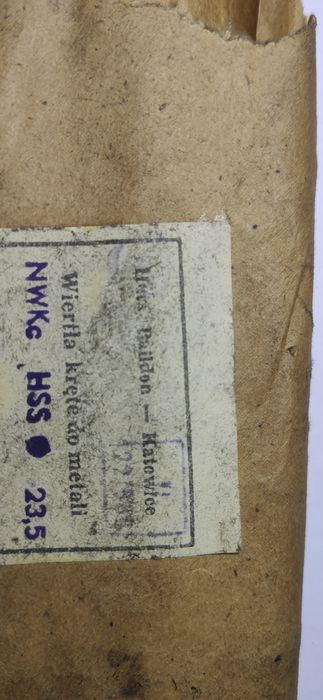 Huta Baildon — Katowice
Wiertła kręte do metali
NWKc HSS ø 23,5